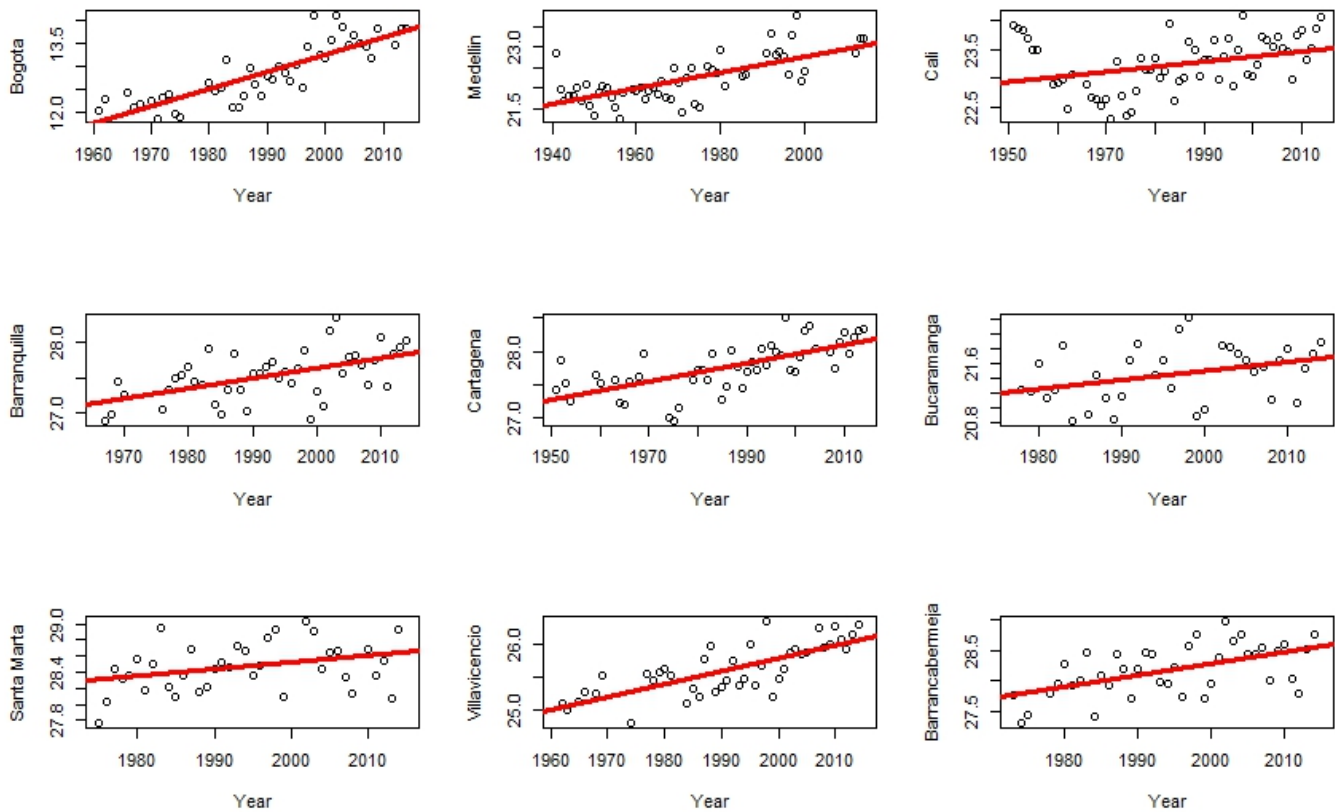 Bogota
13.5
12.0
1960 1970 1980 1990 2000 2010
Year
Medellin
23.0
21.5
1940 1960 1980 2000
Year
Cali
23.5
22.5
1950 1970 1990 2010
Year
Barranquilla
28.0
27.0
1970 1980 1990 2000 2010
Year
Cartagena
28.0
27.0
1950 1970 1990 2010
Year
Bucaramanga
21.6
20.8
1980 1990 2000 2010
Year
Santa Marta
29.0
28.4
27.8
1980 1990 2000 2010
Year
Villavicencio
26.0
25.0
1960 1970 1980 1990 2000 2010
Year
Barrancabermeja
28.5
27.5
1980 1990 2000 2010
Year